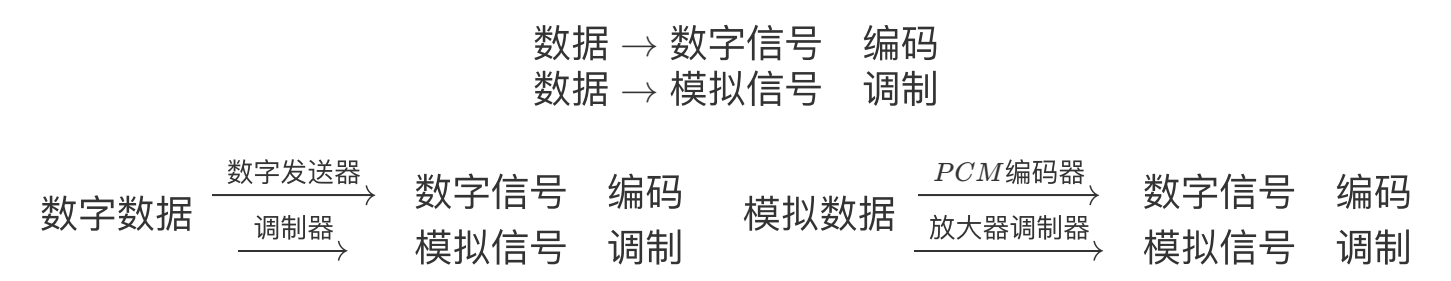 数据 → 数字信号 编码
数据 → 模拟信号 调制
数字数据
数字发送器
数字信号 编码
调制器
模拟信号 调制
模拟数据
PCM编码器
数字信号 编码
放大器调制器
模拟信号 调制